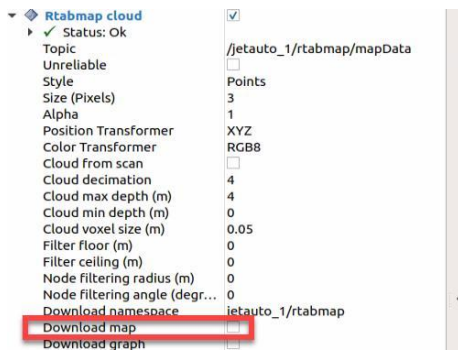 Rtabmap cloud
Status: Ok
Topic /jetauto_1/rtabmap/mapData
Unreliable
Style Points
Size (Pixels) 3
Alpha 1
Position Transformer XYZ
Color Transformer RGB8
Cloud from scan
Cloud decimation 4
Cloud max depth (m) 4
Cloud min depth (m) 0
Cloud voxel size (m) 0.05
Filter floor (m) 0
Filter ceiling (m) 0
Node filtering radius (m) 0
Node filtering angle (degr... 0
Download namespace jetauto_1/rtabmap
Download map
Download graph